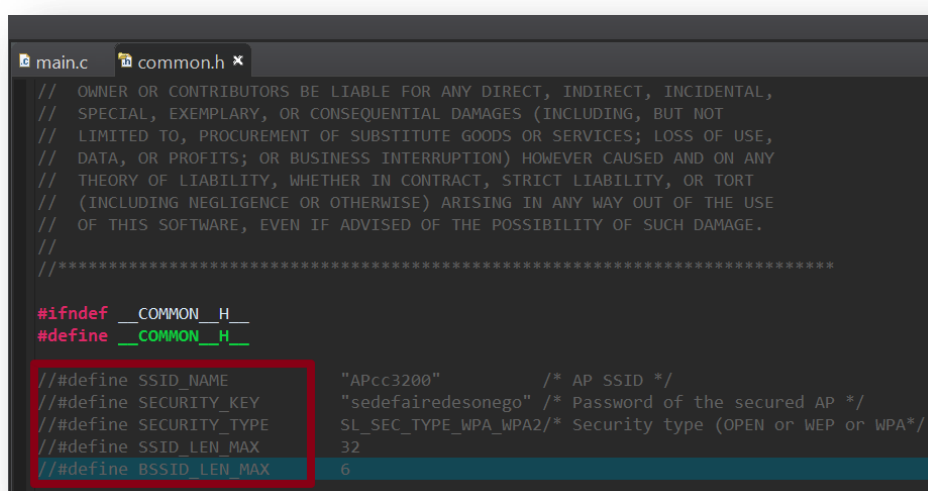 main.c common.h
// OWNER OR CONTRIBUTORS BE LIABLE FOR ANY DIRECT, INDIRECT, INCIDENTAL,
// SPECIAL, EXEMPLARY, OR CONSEQUENTIAL DAMAGES (INCLUDING, BUT NOT
// LIMITED TO, PROCUREMENT OF SUBSTITUTE GOODS OR SERVICES; LOSS OF USE,
// DATA, OR PROFITS; OR BUSINESS INTERRUPTION) HOWEVER CAUSED AND ON ANY
// THEORY OF LIABILITY, WHETHER IN CONTRACT, STRICT LIABILITY, OR TORT
// (INCLUDING NEGLIGENCE OR OTHERWISE) ARISING IN ANY WAY OUT OF THE USE
// OF THIS SOFTWARE, EVEN IF ADVISED OF THE POSSIBILITY OF SUCH DAMAGE.
//
//*****************************************************************************
#ifndef __COMMON__H__
#define __COMMON__H__
//#define SSID_NAME "APcc3200" /* AP SSID */
//#define SECURITY_KEY "sedefairedesonego" /* Password of the secured AP */
//#define SECURITY_TYPE SL_SEC_TYPE_WPA_WPA2/* Security type (OPEN or WEP or WPA*/
//#define SSID_LEN_MAX 32
//#define BSSID_LEN_MAX 6